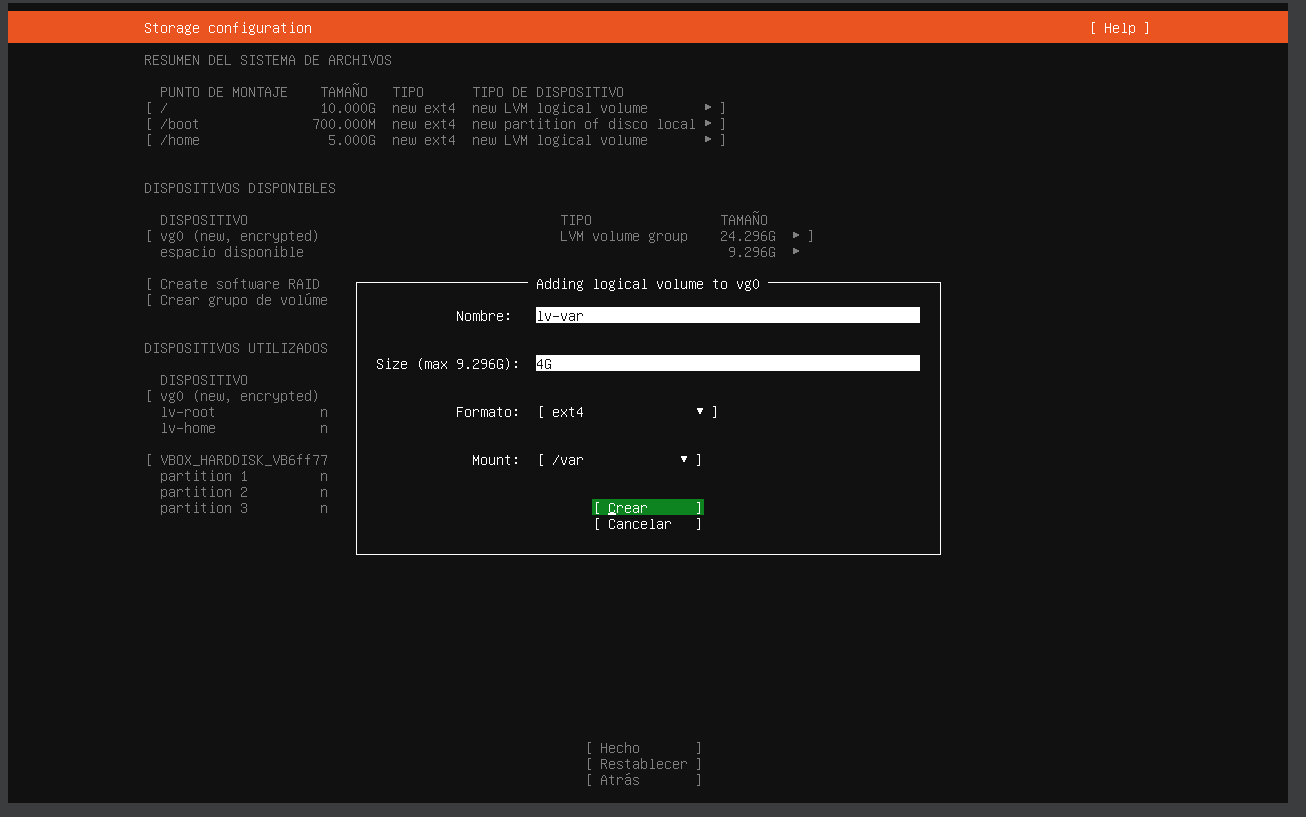 Storage configuration [ Help ]
RESUMEN DEL SISTEMA DE ARCHIVOS
PUNTO DE MONTAJE TAMAÑO TIPO TIPO DE DISPOSITIVO
[ / 10.000G new ext4 new LVM logical volume ▸ ]
[ /boot 700.000M new ext4 new partition of disco local ▸ ]
[ /home 5.000G new ext4 new LVM logical volume ▸ ]
DISPOSITIVOS DISPONIBLES
DISPOSITIVO TIPO TAMAÑO
[ vg0 (new, encrypted) LVM volume group 24.296G ▸ ]
espacio disponible 9.296G ▸
[ Create software RAID
[ Crear grupo de volúme
Adding logical volume to vg0
Nombre: lv-var
Size (max 9.296G): 4G
Formato: [ ext4 ▾ ]
Mount: [ /var ▾ ]
[ Crear ]
[ Cancelar ]
DISPOSITIVOS UTILIZADOS
DISPOSITIVO
[ vg0 (new, encrypted)
lv-root n
lv-home n
[ VBOX_HARDDISK_VB6ff77
partition 1 n
partition 2 n
partition 3 n
[ Hecho ]
[ Restablecer ]
[ Atrás ]